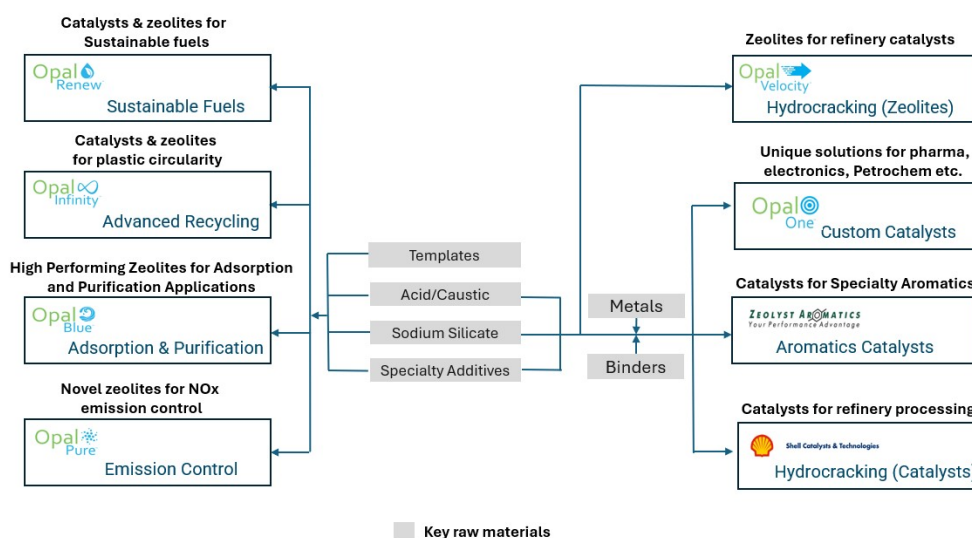 Catalysts & zeolites for
Sustainable fuels
Opal
Renew
Sustainable Fuels
Catalysts & zeolites
for plastic circularity
Opal
Infinity
Advanced Recycling
High Performing Zeolites for Adsorption
and Purification Applications
Opal
Blue
Adsorption & Purification
Novel zeolites for NOx
emission control
Opal
Pure
Emission Control
Templates
Acid/Caustic
Sodium Silicate
Specialty Additives
Metals
Binders
Zeolites for refinery catalysts
Opal
Velocity
Hydrocracking (Zeolites)
Unique solutions for pharma,
electronics, Petrochem etc.
Opal
One
Custom Catalysts
Catalysts for Specialty Aromatics
ZEOLYST AROMATICS
Your Performance Advantage
Aromatics Catalysts
Catalysts for refinery processing
Shell Catalysts & Technologies
Hydrocracking (Catalysts)
Key raw materials